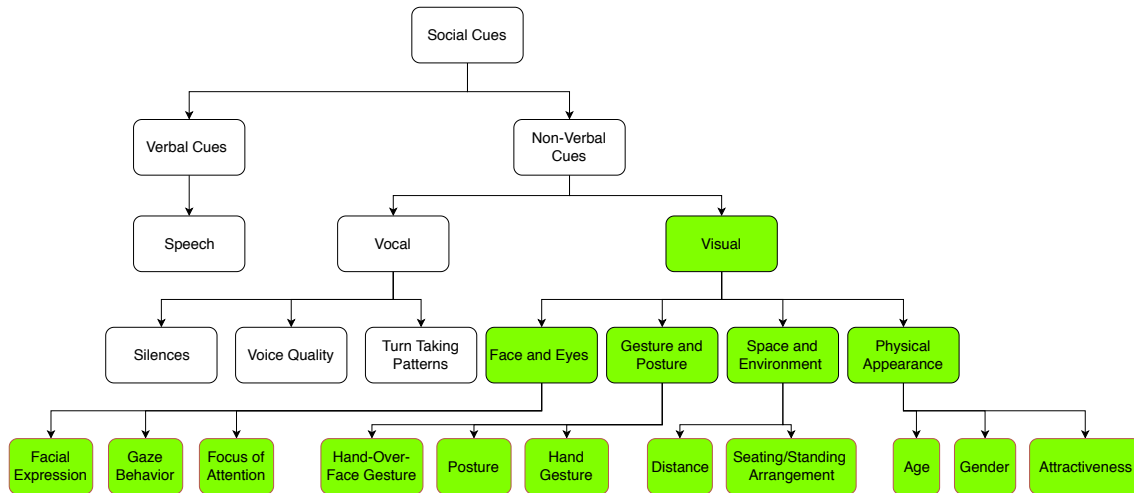 Social Cues
Verbal Cues
Non-Verbal
Cues
Speech
Vocal
Visual
Silences
Voice Quality
Turn Taking
Patterns
Face and Eyes
Gesture and
Posture
Space and
Environment
Physical
Appearance
Facial
Expression
Gaze
Behavior
Focus of
Attention
Hand-Over-
Face Gesture
Posture
Hand
Gesture
Distance
Seating/Standing
Arrangement
Age
Gender
Attractiveness